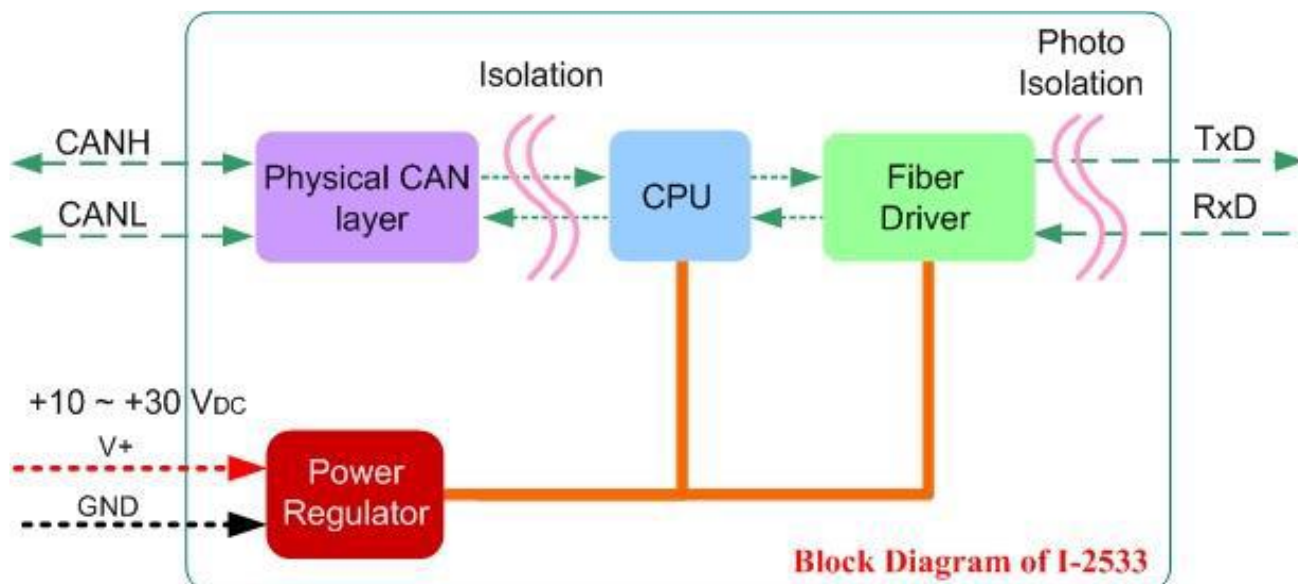 Isolation
Photo
Isolation
CANH
CANL
Physical CAN
layer
CPU
Fiber
Driver
TxD
RxD
+10 ~ +30 VDC
V+
GND
Power
Regulator
Block Diagram of I-2533